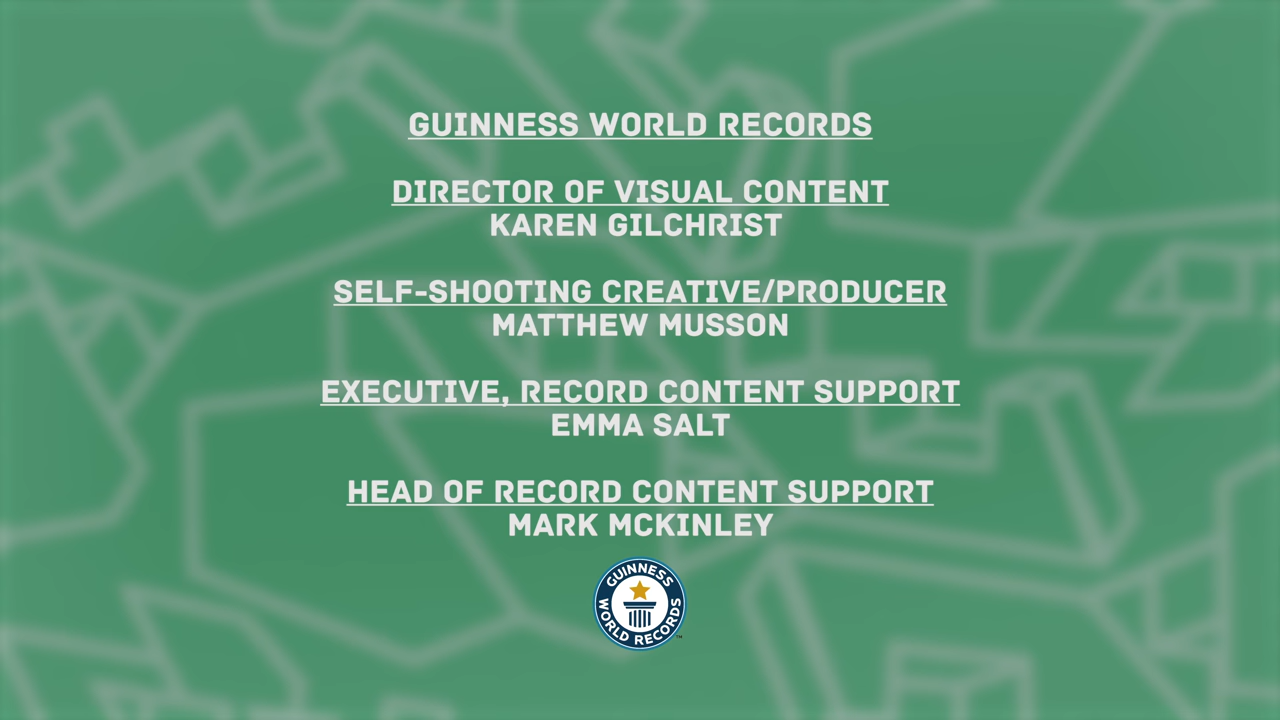 GUINNESS WORLD RECORDS
DIRECTOR OF VISUAL CONTENT
KAREN GILCHRIST
SELF-SHOOTING CREATIVE/PRODUCER
MATTHEW MUSSON
EXECUTIVE, RECORD CONTENT SUPPORT
EMMA SALT
HEAD OF RECORD CONTENT SUPPORT
MARK MCKINLEY
GUINNESS
WORLD RECORDS
™